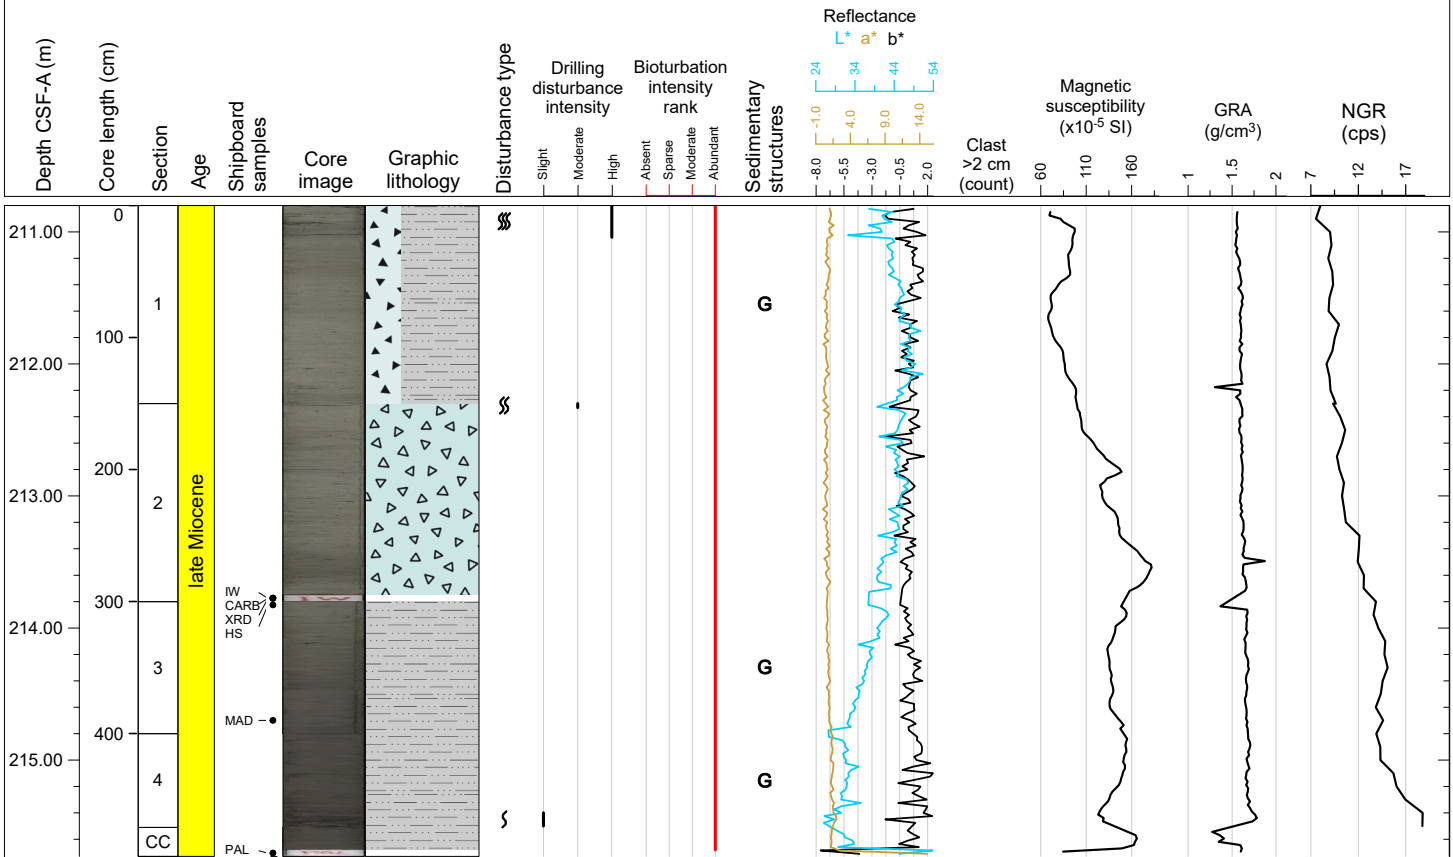 Depth CSF-A (m)
Core length (cm)
Section
Age
Shipboard
samples
Core
image
Graphic
lithology
Disturbance type
Drilling
disturbance
intensity
Slight
Moderate
High
Bioturbation
intensity
rank
Absent
Sparse
Moderate
Abundant
Sedimentary
structures
Reflectance
L* a* b*
24 34 44 54
-1.0 4.0 9.0 14.0
-8.0 -5.5 -3.0 -0.5 2.0
Clast
>2 cm
(count)
Magnetic
susceptibility
(x10-5 SI)
60 110 160
GRA
(g/cm3)
1 1.5 2
NGR
(cps)
7 12 17
0
211.00
1
G
100
212.00
200
213.00
2
late Miocene
IW
300
CARB
XRD
HS
IW
214.00
3
G
MAD
400
215.00
4
G
CC
PAL
PAL